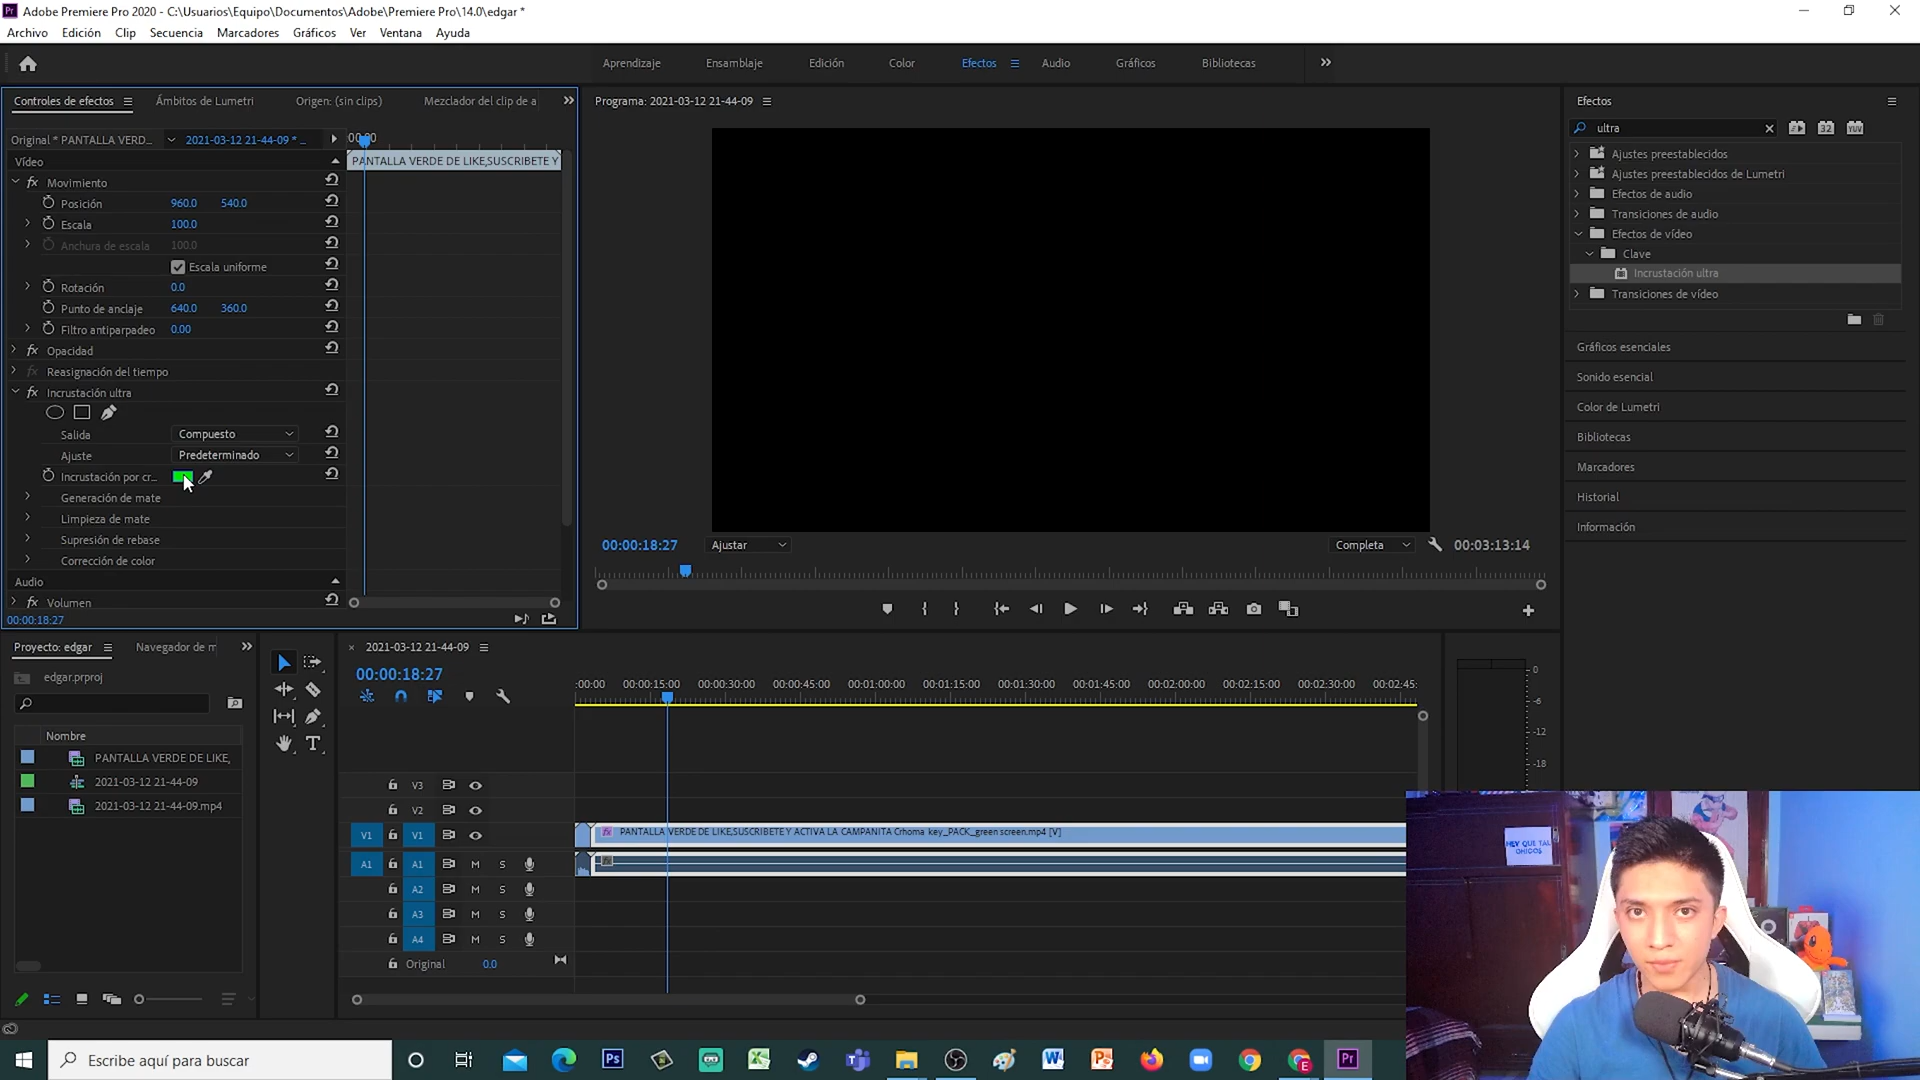 Adobe Premiere Pro 2020 - C:\Usuarios\Equipo\Documentos\Adobe\Premiere Pro\14.0\edgar *
Archivo Edición Clip Secuencia Marcadores Gráficos Ver Ventana Ayuda
Aprendizaje Ensamblaje Edición Color Efectos Audio Gráficos Bibliotecas
Controles de efectos Ámbitos de Lumetri Origen: (sin clips) Mezclador del clip de a
Programa: 2021-03-12 21-44-09
Efectos
Original * PANTALLA VERD... 2021-03-12 21-44-09 * ...
:00:00
ultra
Vídeo
PANTALLA VERDE DE LIKE,SUSCRIBETE Y
Movimiento
Posición 960.0 540.0
Escala 100.0
Anchura de escala 100.0
Escala uniforme
Rotación 0.0
Punto de anclaje 640.0 360.0
Filtro antiparpadeo 0.00
Opacidad
Reasignación del tiempo
Incrustación ultra
Salida Compuesto
Ajuste Predeterminado
Incrustación por cr...
Generación de mate
Limpieza de mate
Supresión de rebase
Corrección de color
Audio
Volumen
00:00:18:27
00:00:18:27 Ajustar Completa 00:03:13:14
Ajustes preestablecidos
Ajustes preestablecidos de Lumetri
Efectos de audio
Transiciones de audio
Efectos de vídeo
Clave
Incrustación ultra
Transiciones de vídeo
Gráficos esenciales
Sonido esencial
Color de Lumetri
Bibliotecas
Marcadores
Historial
Información
Proyecto: edgar Navegador de m
edgar.prproj
Nombre
PANTALLA VERDE DE LIKE,
2021-03-12 21-44-09
2021-03-12 21-44-09.mp4
2021-03-12 21-44-09
00:00:18:27
:00:00 00:00:15:00 00:00:30:00 00:00:45:00 00:01:00:00 00:01:15:00 00:01:30:00 00:01:45:00 00:02:00:00 00:02:15:00 00:02:30:00 00:02:45:
V3
V2
V1 V1 PANTALLA VERDE DE LIKE,SUSCRIBETE Y ACTIVA LA CAMPANITA Crhoma key_PACK_green screen.mp4 [V]
A1 A1 M S
A2 M S
A3 M S
A4 M S
Original 0.0
0
-6
-12
-18
HEY QUE TAL
CHICOS
Escribe aquí para buscar